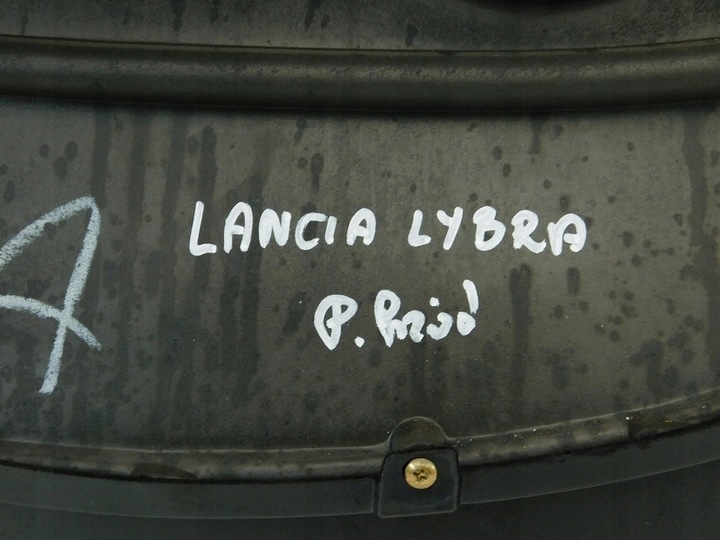 LANCIA LYBRA
P. Przód
A